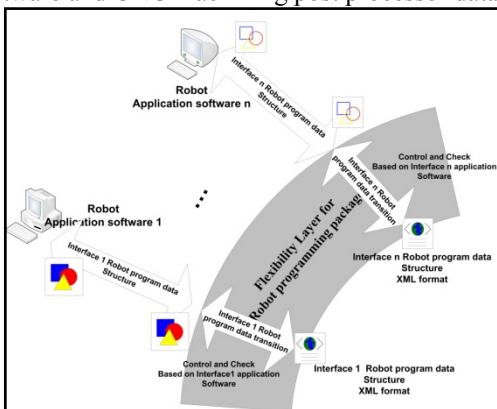 Robot
Application software n
Interface n Robot program data
Structure
Control and Check
Based on Interface n application
Software
Interface n Robot
program data transition
Flexibility Layer for
Robot programming packag
Robot
Application software 1
Interface 1 Robot program data
Structure
Interface n Robot program data
Structure
XML format
Interface 1 Robot
program data transition
Control and Check
Based on Interface1 application
Software
Interface 1 Robot program data
Structure
XML format